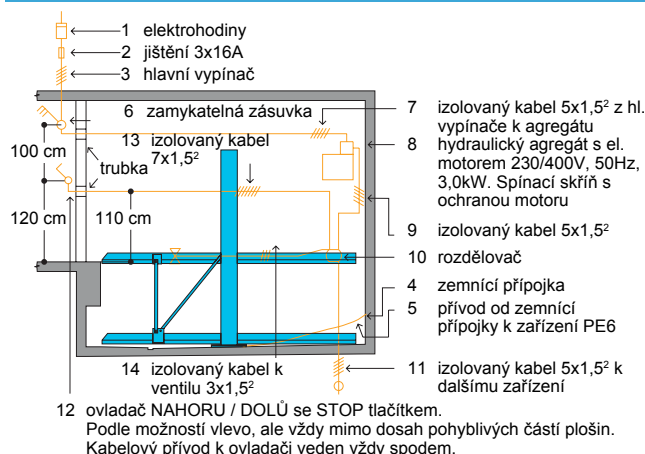 1 elektrohodiny
2 jištění 3x16A
3 hlavní vypínač
6 zamykatelná zásuvka
13 izolovaný kabel
7x1,5²
100 cm
trubka
120 cm
110 cm
7 izolovaný kabel 5x1,5² z hl.
vypínače k agregátu
8 hydraulický agregát s el.
motorem 230/400V, 50Hz,
3,0kW. Spínací skříň s
ochranou motoru
9 izolovaný kabel 5x1,5²
10 rozdělovač
4 zemnící přípojka
5 přívod od zemnící
přípojky k zařízení PE6
14 izolovaný kabel k
ventilu 3x1,5²
11 izolovaný kabel 5x1,5² k
dalšímu zařízení
12 ovladač NAHORU / DOLŮ se STOP tlačítkem.
Podle možností vlevo, ale vždy mimo dosah pohyblivých částí plošin.
Kabelový přívod k ovladači veden vždy spodem.